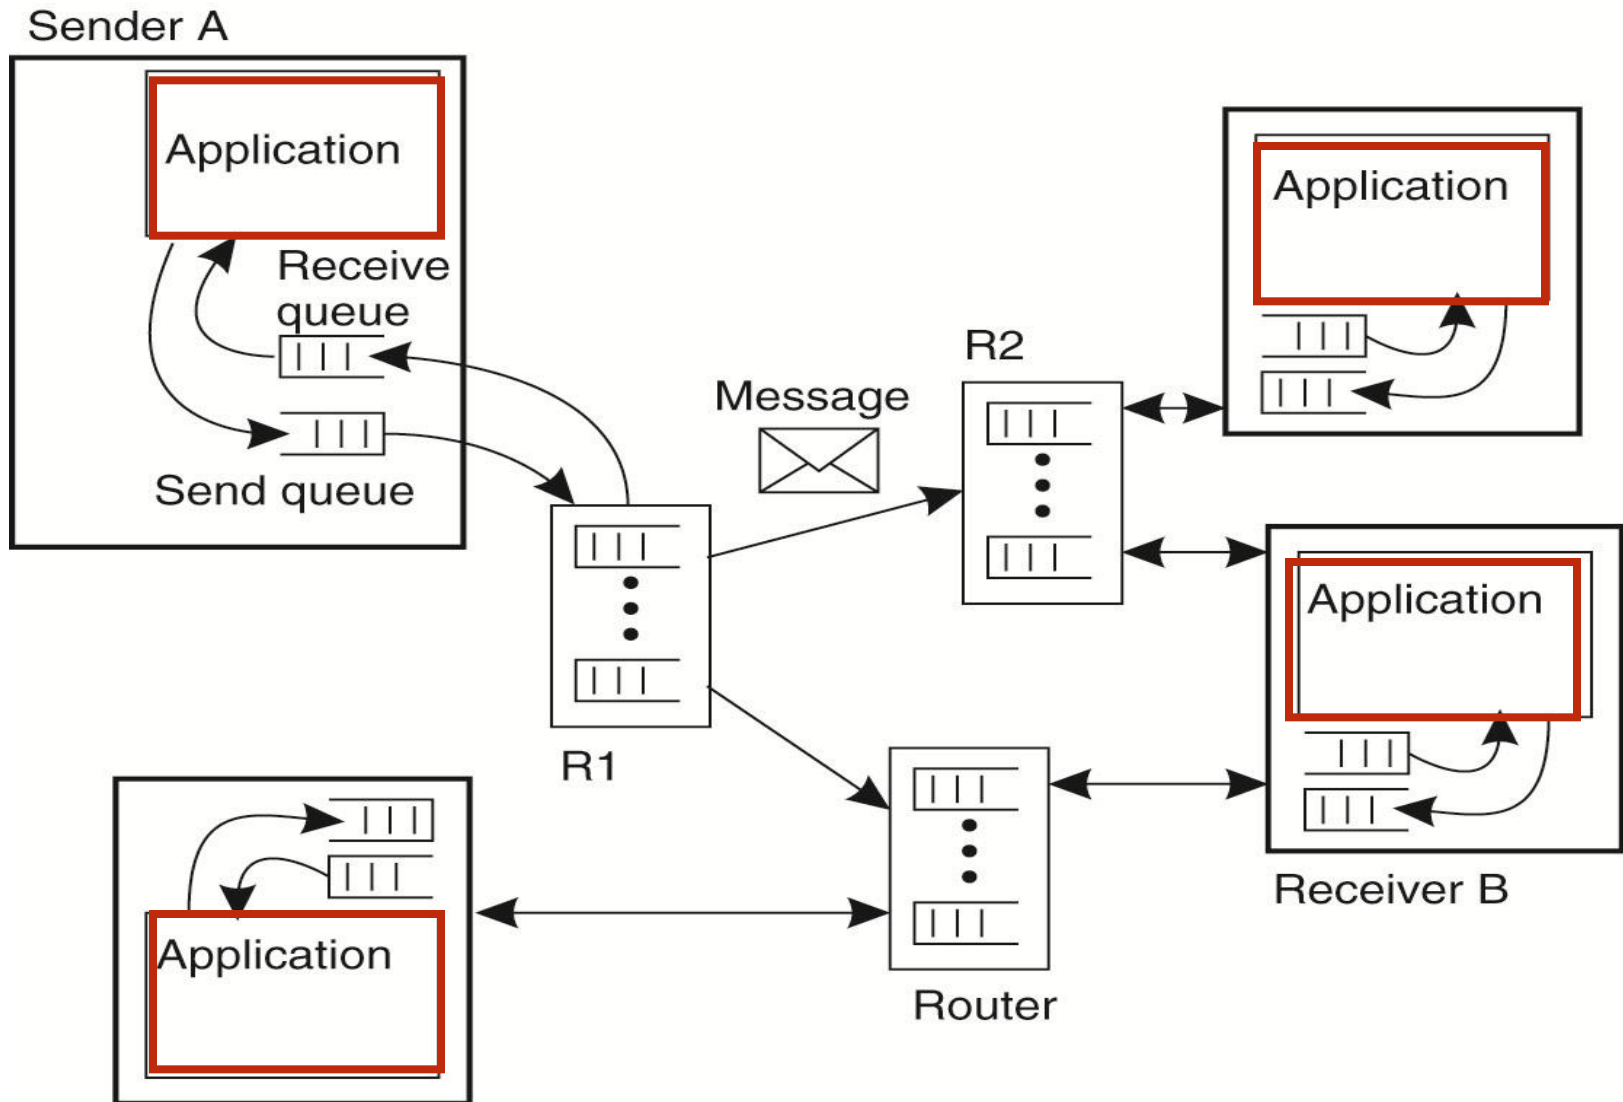 Sender A
Application
Receive
queue
Send queue
Application
R2
Message
Application
R1
Receiver B
Application
Router